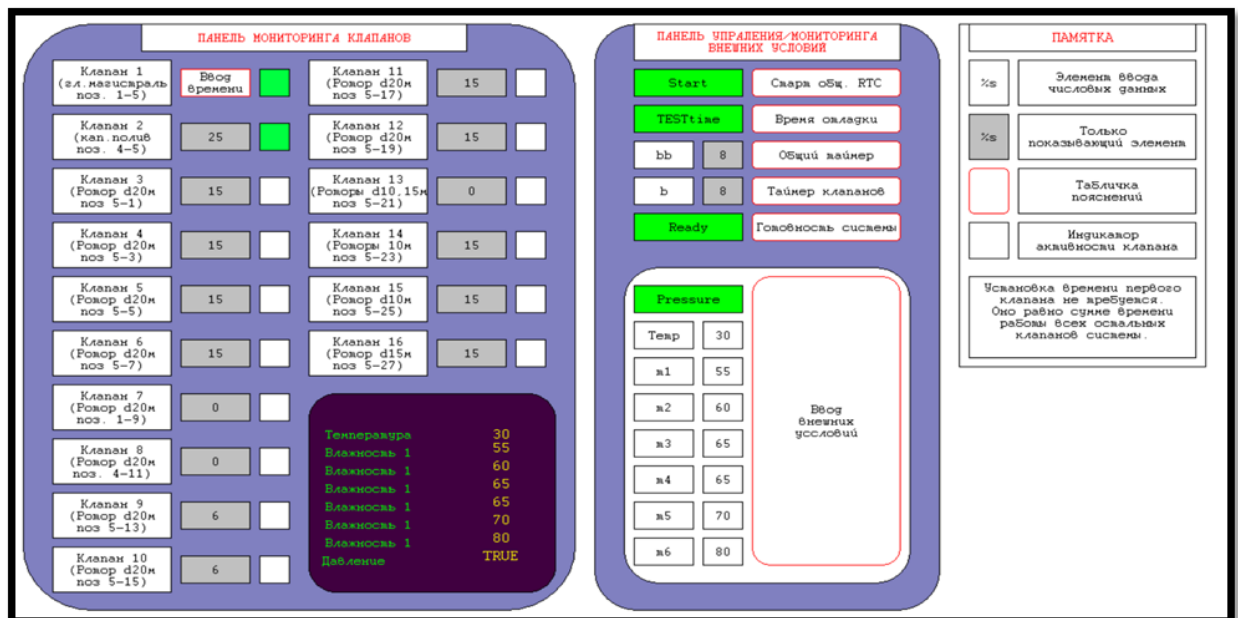 ПАНЕЛЬ МОНИТОРИНГА КЛАПАНОВ
Клапан 1
(гл.магистраль
поз. 1-5)
Ввод
времени
Клапан 2
(кап.полив
поз. 4-5)
25
Клапан 3
(Ротор d20м
поз 5-1)
15
Клапан 4
(Ротор d20м
поз 5-3)
15
Клапан 5
(Ротор d20м
поз 5-5)
15
Клапан 6
(Ротор d20м
поз 5-7)
15
Клапан 7
(Ротор d20м
поз. 1-9)
0
Клапан 8
(Ротор d20м
поз. 4-11)
0
Клапан 9
(Ротор d20м
поз 5-13)
6
Клапан 10
(Ротор d20м
поз 5-15)
6
Клапан 11
(Ротор d20м
поз 5-17)
15
Клапан 12
(Ротор d20м
поз 5-19)
15
Клапан 13
(Роторы d10,15м
поз 5-21)
0
Клапан 14
(Роторы 10м
поз 5-23)
15
Клапан 15
(Ротор d10м
поз 5-25)
15
Клапан 16
(Ротор d15м
поз 5-27)
15
Температура 30
Влажность 1 55
Влажность 1 60
Влажность 1 65
Влажность 1 65
Влажность 1 70
Влажность 1 80
Давление TRUE
ПАНЕЛЬ УПРАЛЕНИЯ/МОНИТОРИНГА
ВНЕШНИХ УСЛОВИЙ
Start
Старт общ. RTC
TESTtime
Время отладки
bb 8
Общий таймер
b 8
Таймер клапанов
Ready
Готовность системы
Pressure
Temp 30
m1 55
m2 60
m3 65
m4 65
m5 70
m6 80
Ввод
внешних
уссловий
ПАМЯТКА
%s
Элемент ввода
числовых данных
%s
Только
показывающий элемент
Табличка
пояснений
Индикатор
активности клапана
Установка времени первого
клапана не требуется.
Оно равно сумме времени
работы всех остальных
клапанов системы.